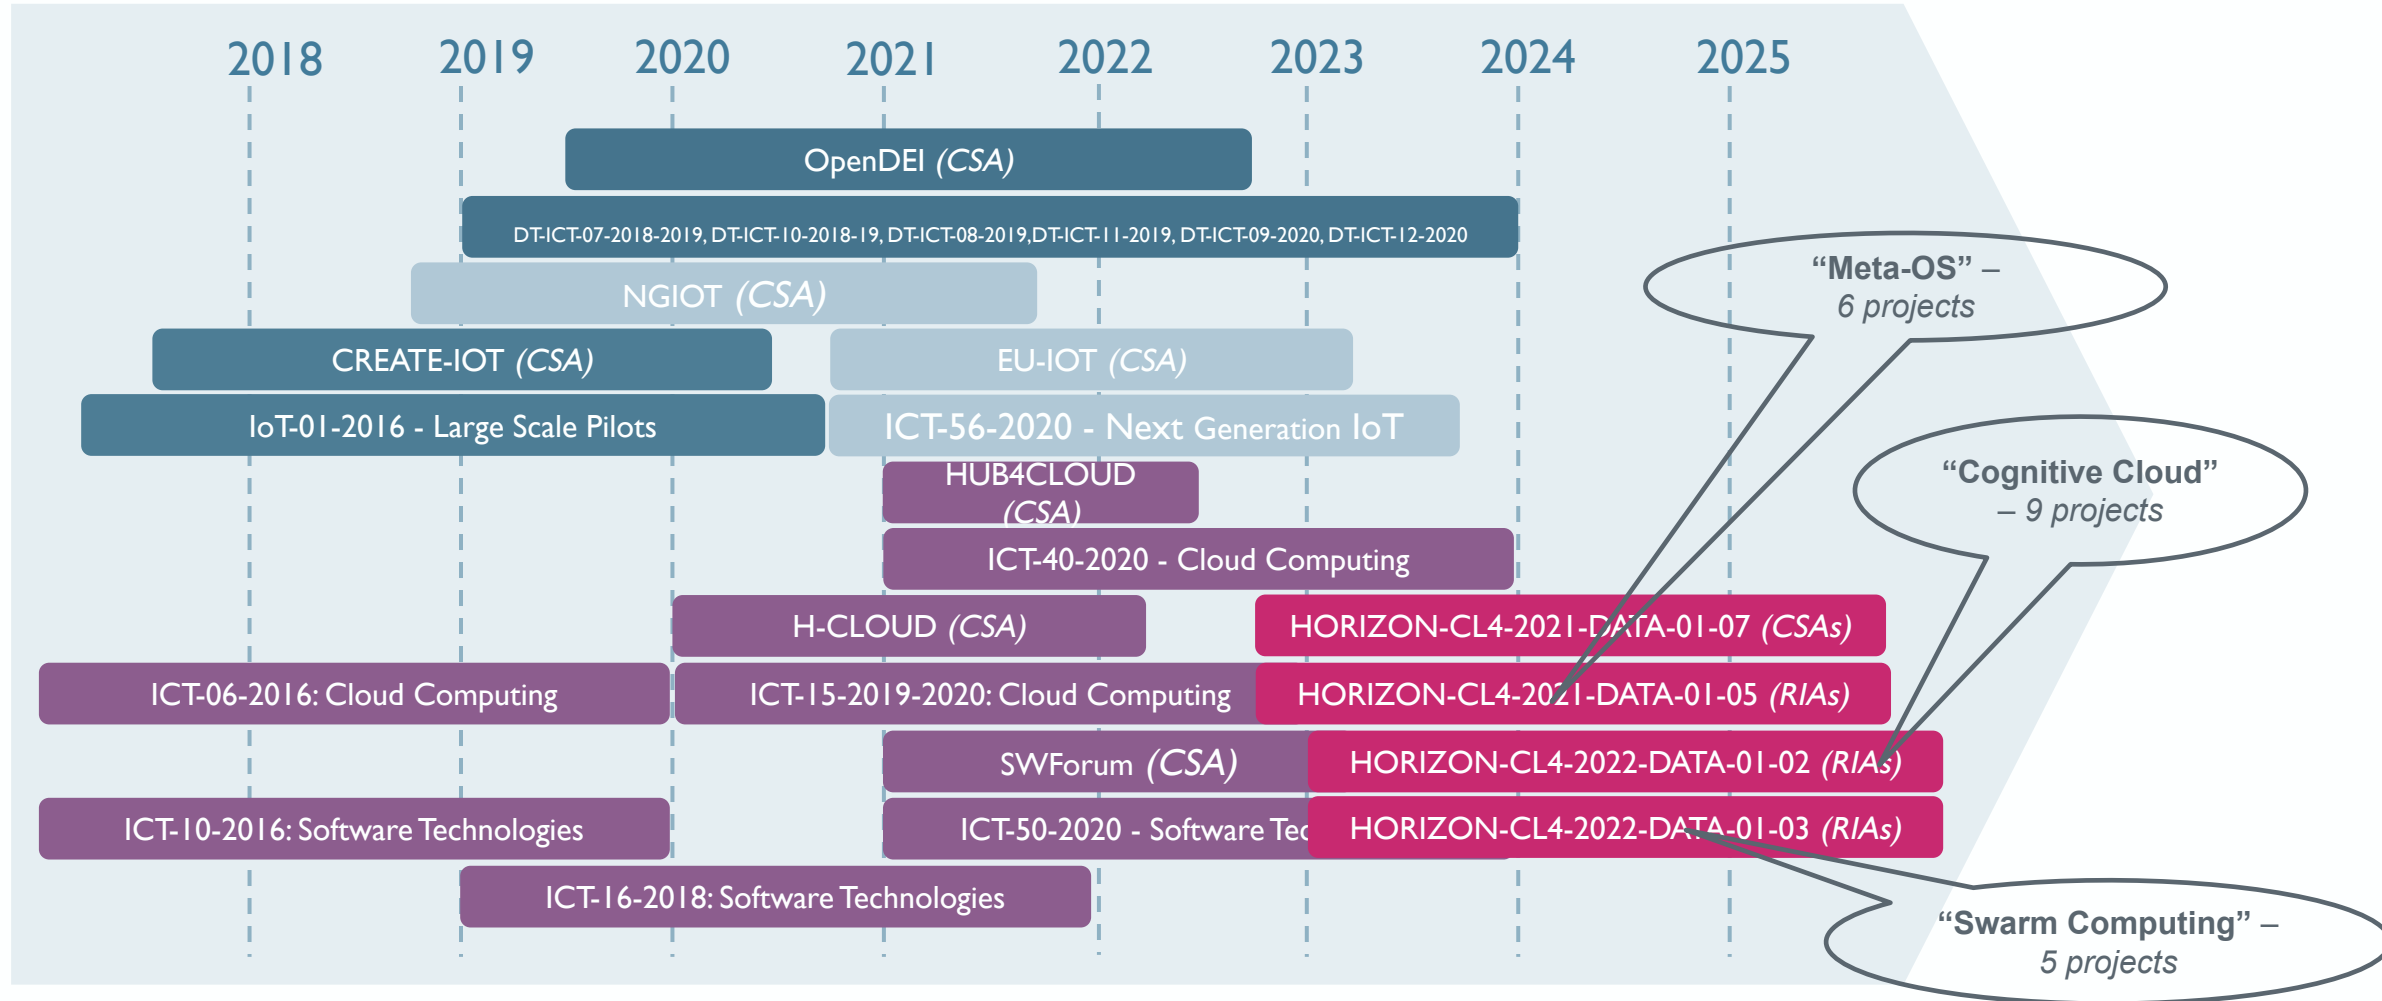 2018 2019 2020 2021 2022 2023 2024 2025
OpenDEI (CSA)
DT-ICT-07-2018-2019, DT-ICT-10-2018-19, DT-ICT-08-2019,DT-ICT-11-2019, DT-ICT-09-2020, DT-ICT-12-2020
NGIOT (CSA)
CREATE-IOT (CSA)
EU-IOT (CSA)
IoT-01-2016 - Large Scale Pilots
ICT-56-2020 - Next Generation IoT
HUB4CLOUD
(CSA)
ICT-40-2020 - Cloud Computing
H-CLOUD (CSA)
HORIZON-CL4-2021-DATA-01-07 (CSAs)
ICT-06-2016: Cloud Computing
ICT-15-2019-2020: Cloud Computing
HORIZON-CL4-2021-DATA-01-05 (RIAs)
SWForum (CSA)
HORIZON-CL4-2022-DATA-01-02 (RIAs)
ICT-10-2016: Software Technologies
ICT-50-2020 - Software Tec
HORIZON-CL4-2022-DATA-01-03 (RIAs)
ICT-16-2018: Software Technologies
“Meta-OS” –
6 projects
“Cognitive Cloud”
– 9 projects
“Swarm Computing” –
5 projects